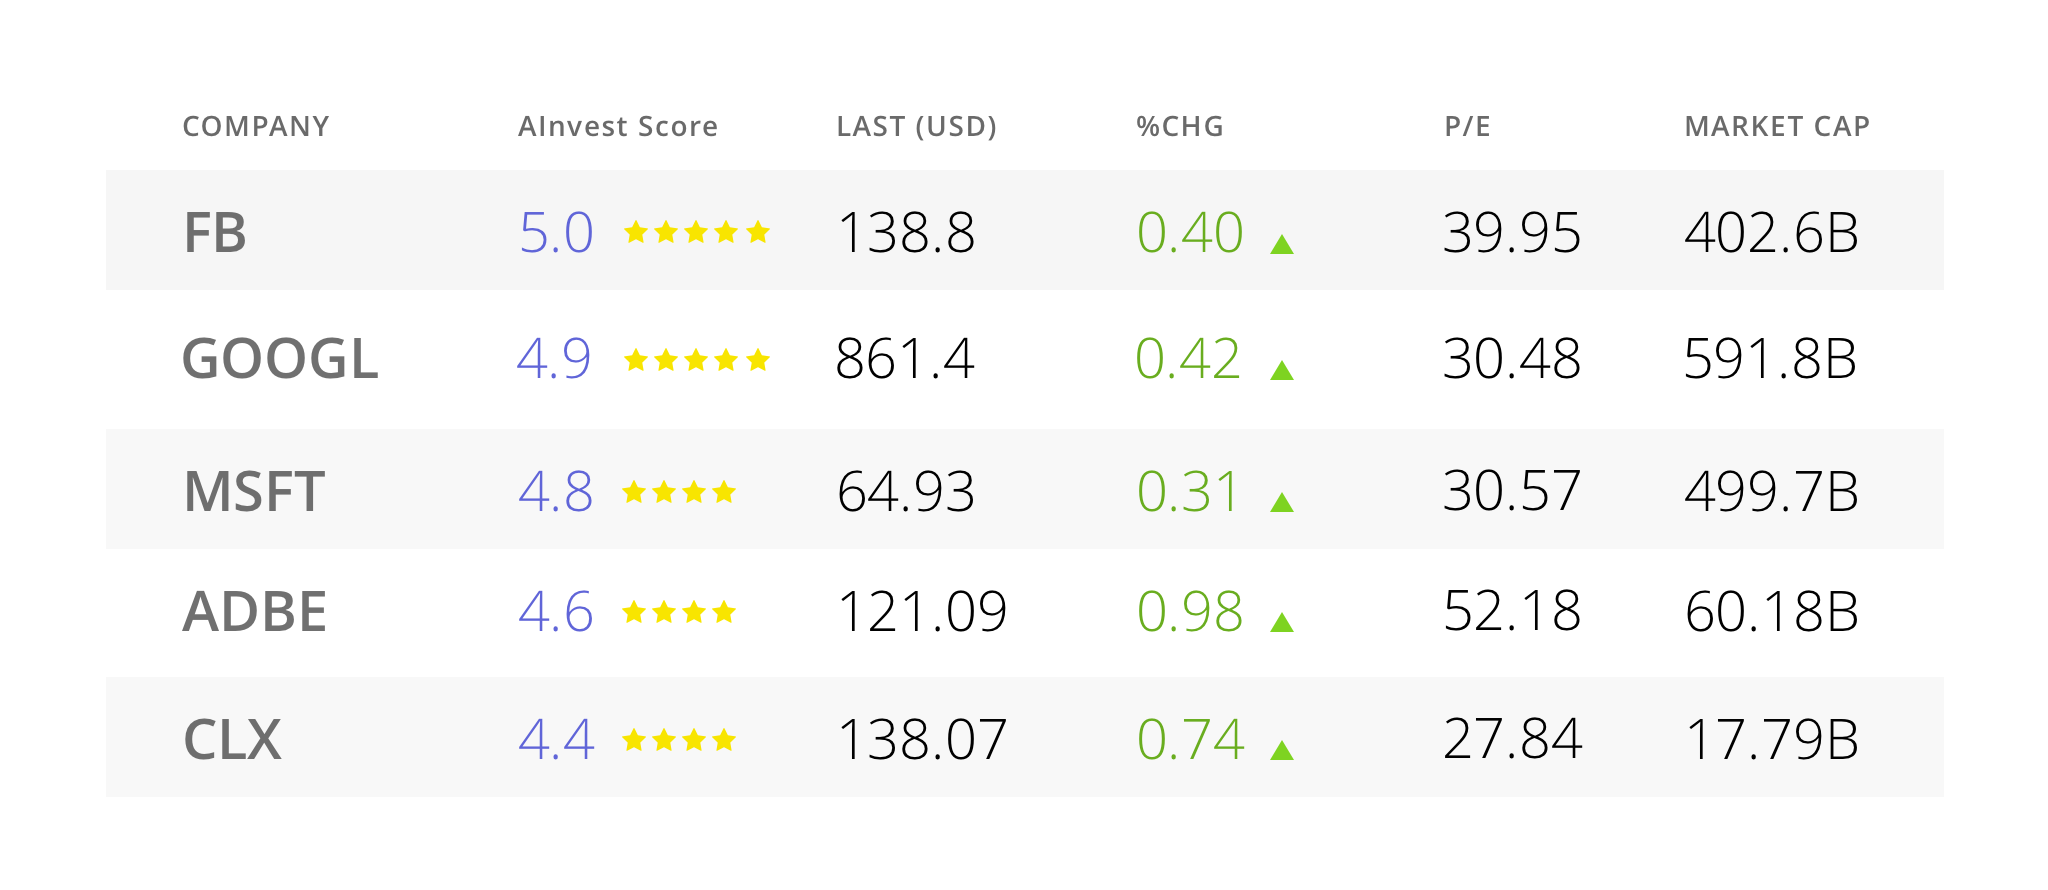 COMPANY AInvest Score LAST (USD) %CHG P/E MARKET CAP
FB 5.0 138.8 0.40 39.95 402.6B
GOOGL 4.9 861.4 0.42 30.48 591.8B
MSFT 4.8 64.93 0.31 30.57 499.7B
ADBE 4.6 121.09 0.98 52.18 60.18B
CLX 4.4 138.07 0.74 27.84 17.79B